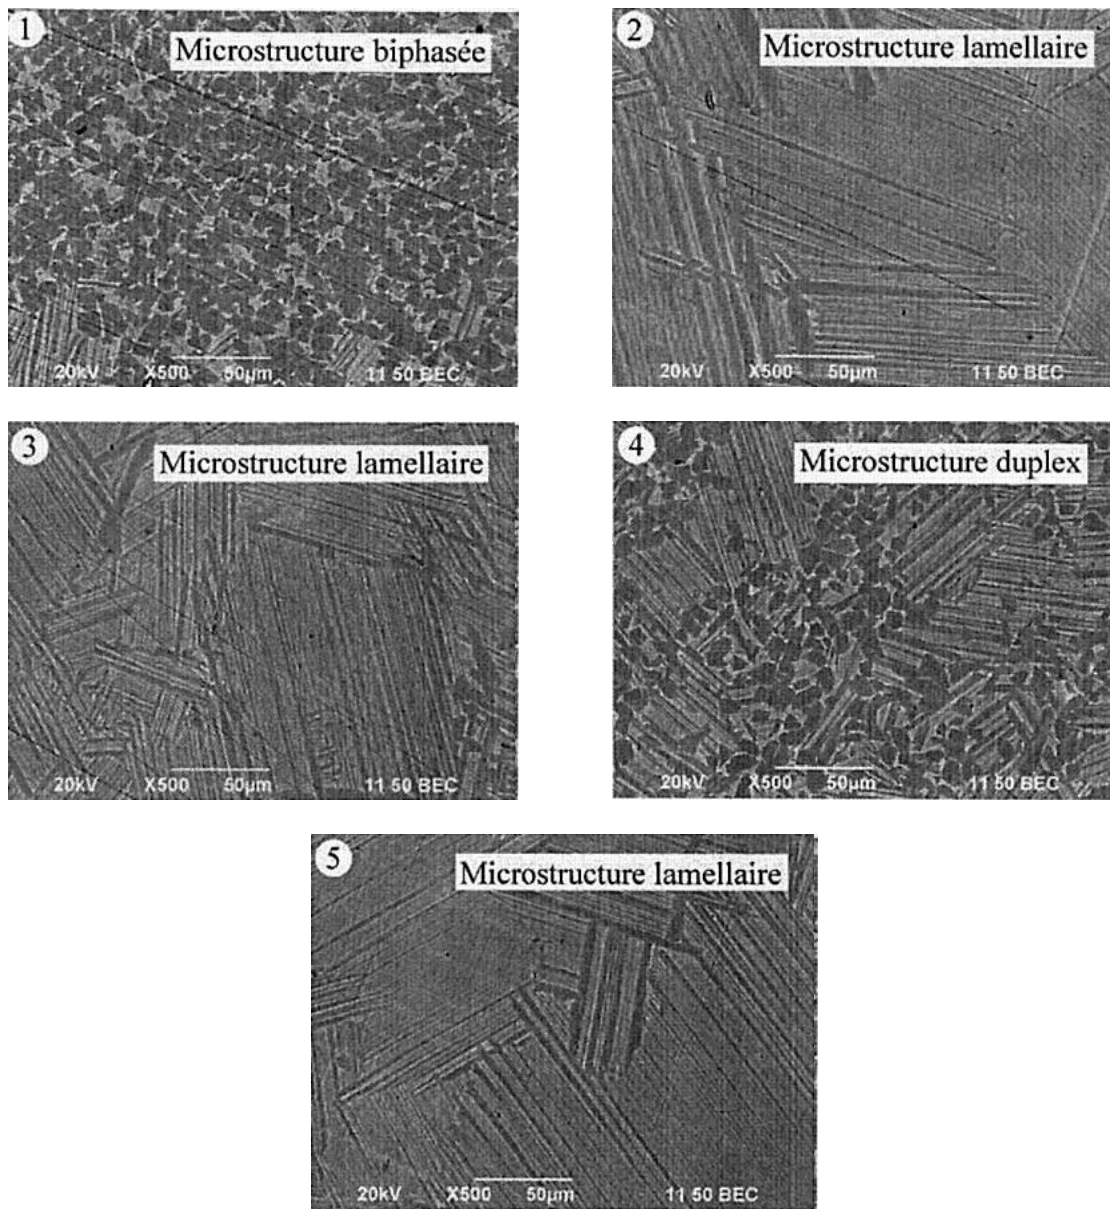 1
Microstructure biphasée
20kV X500 50µm 11 50 BEC
2
Microstructure lamellaire
20kV X500 50µm 11 50 BEC
3
Microstructure lamellaire
20kV X500 50µm 11 50 BEC
4
Microstructure duplex
20kV X500 50µm 11 50 BEC
5
Microstructure lamellaire
20kV X500 50µm 11 50 BEC